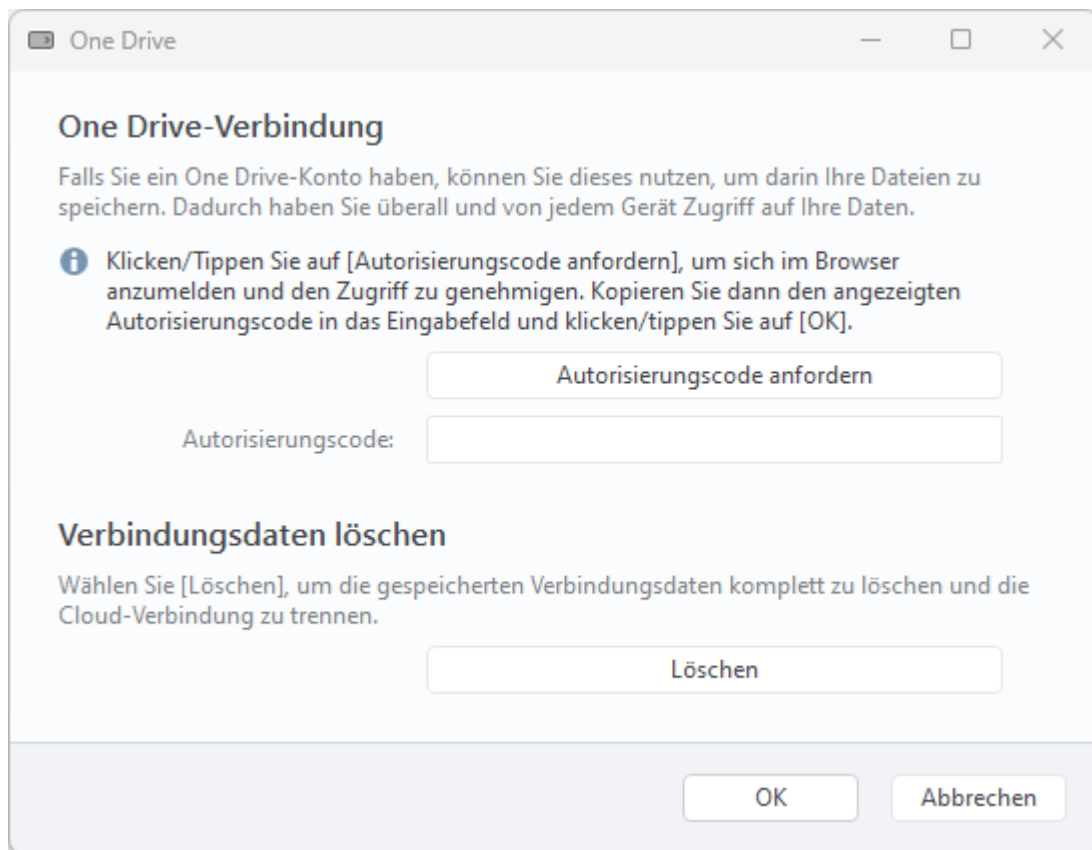 One Drive
One Drive-Verbindung
Falls Sie ein One Drive-Konto haben, können Sie dieses nutzen, um darin Ihre Dateien zu
speichern. Dadurch haben Sie überall und von jedem Gerät Zugriff auf Ihre Daten.
Klicken/Tippen Sie auf [Autorisierungscode anfordern], um sich im Browser
anzumelden und den Zugriff zu genehmigen. Kopieren Sie dann den angezeigten
Autorisierungscode in das Eingabefeld und klicken/tippen Sie auf [OK].
Autorisierungscode anfordern
Autorisierungscode:
Verbindungsdaten löschen
Wählen Sie [Löschen], um die gespeicherten Verbindungsdaten komplett zu löschen und die
Cloud-Verbindung zu trennen.
Löschen
OK
Abbrechen